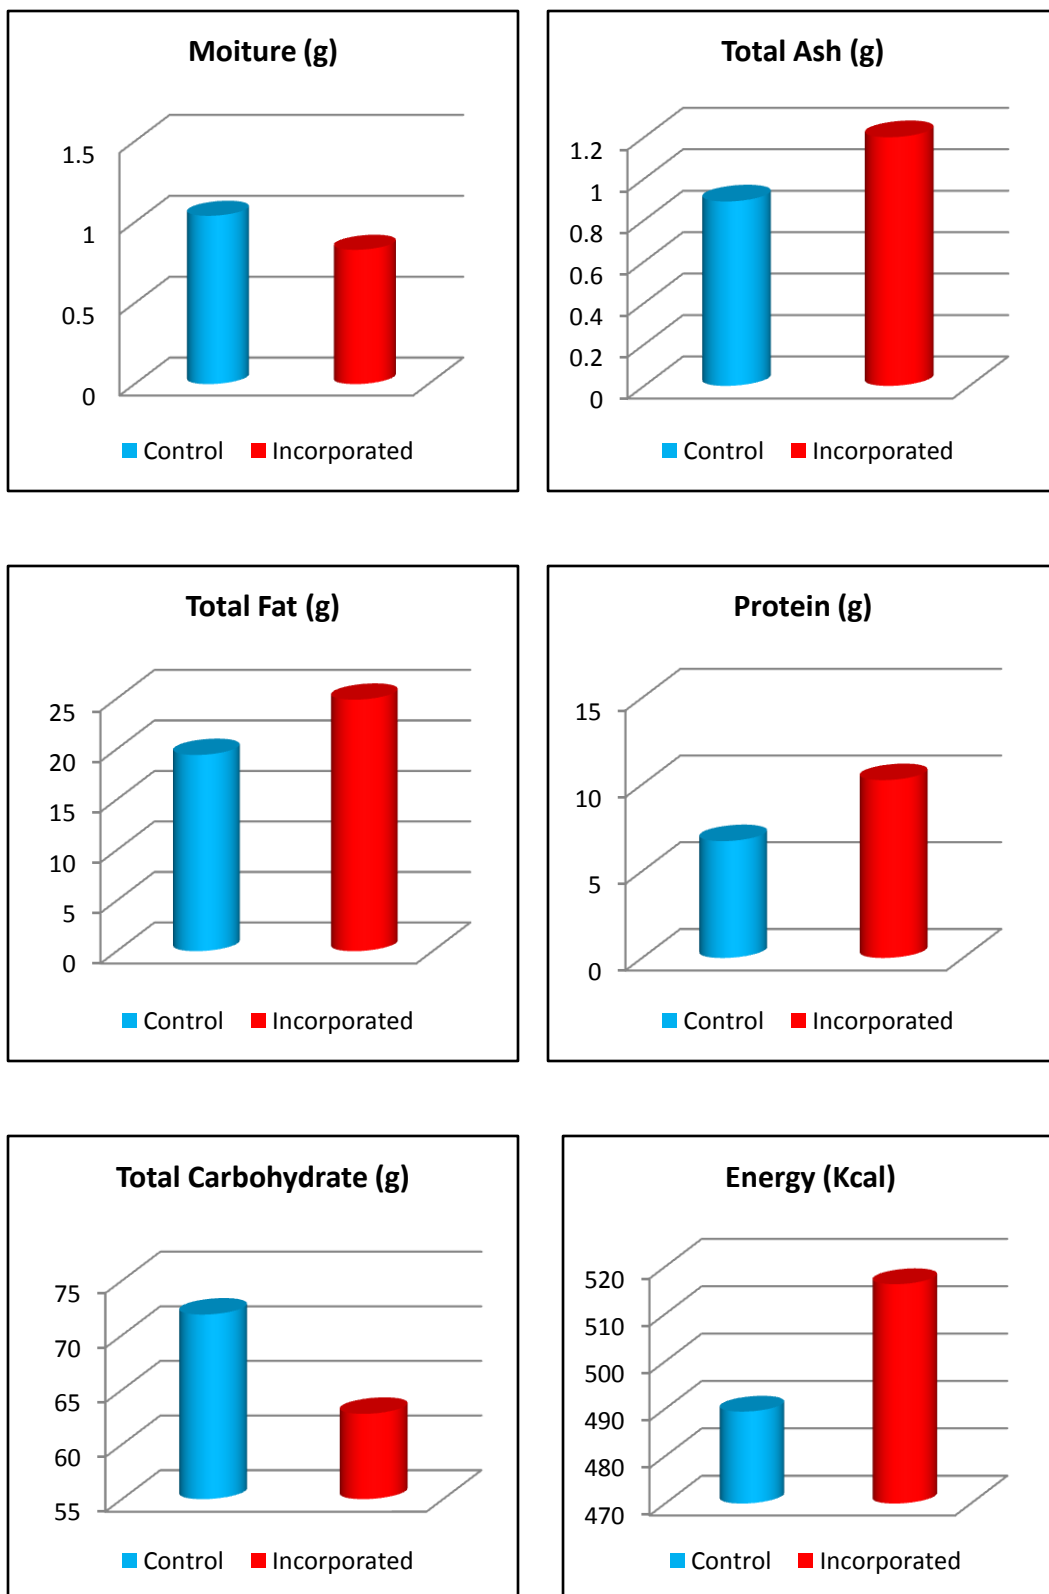 Moiture (g)
1.5
1
0.5
0
Control Incorporated
Total Ash (g)
1.2
1
0.8
0.6
0.4
0.2
0
Control Incorporated
Total Fat (g)
25
20
15
10
5
0
Control Incorporated
Protein (g)
15
10
5
0
Control Incorporated
Total Carbohydrate (g)
75
70
65
60
55
Control Incorporated
Energy (Kcal)
520
510
500
490
480
470
Control Incorporated